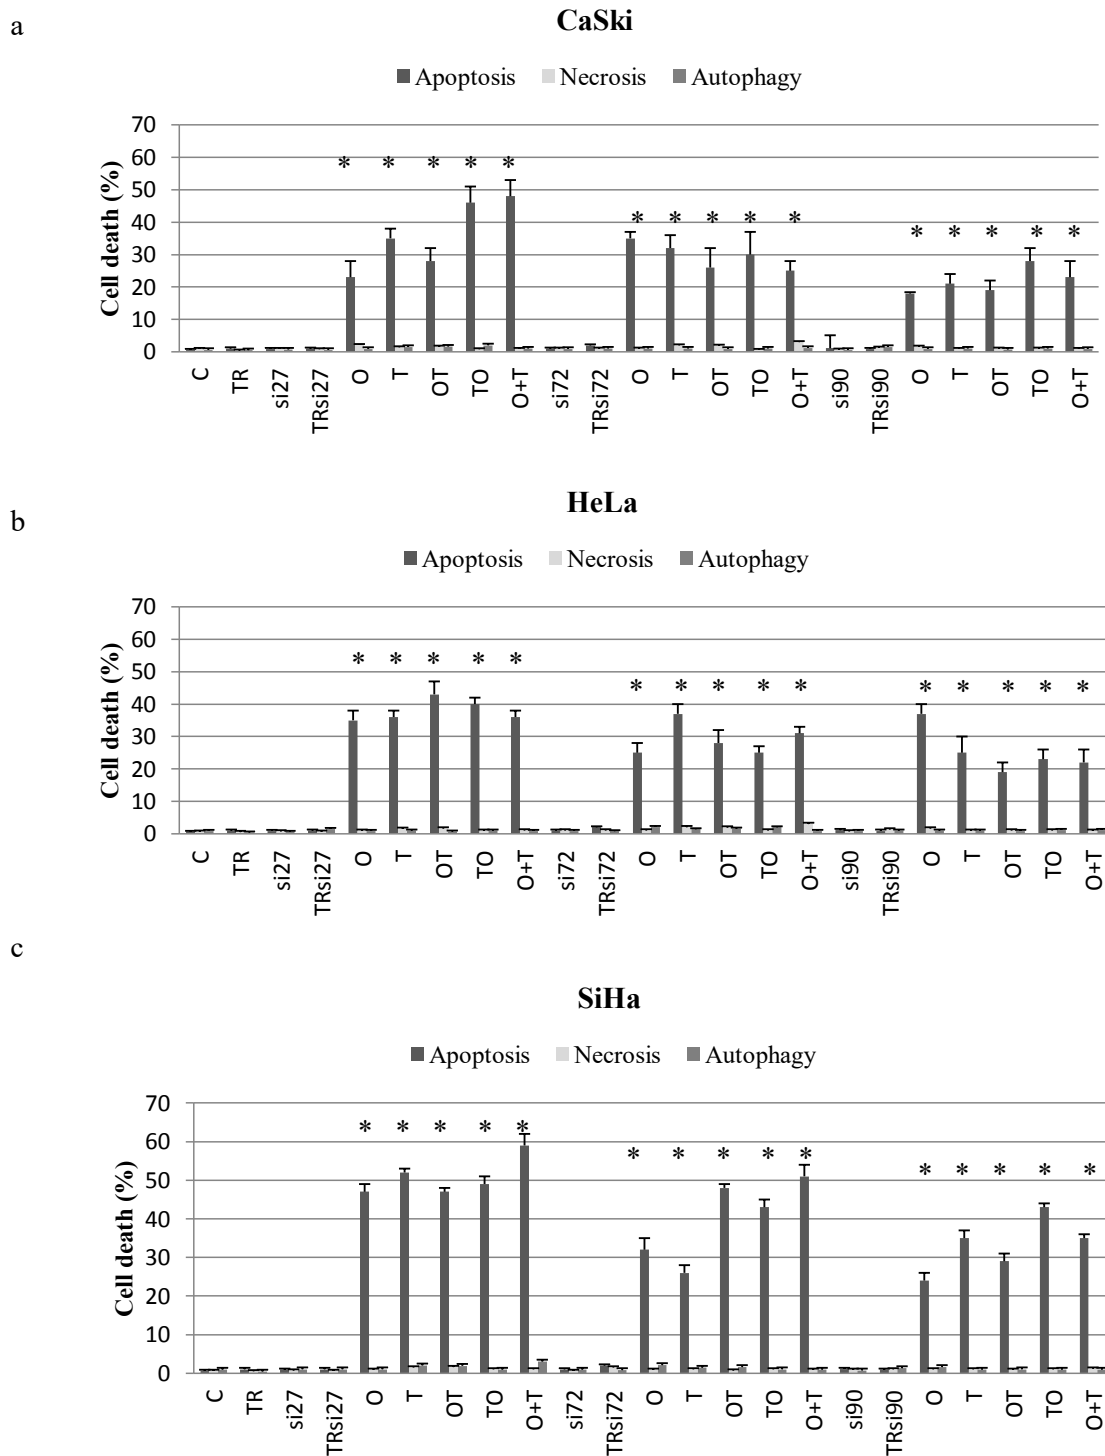 a
CaSki
Apoptosis Necrosis Autophagy
Cell death (%)
70
60
50
40
30
20
10
0
* * * * * * * * * * * * * * *
C TR si27 TRsi27 O T OT TO O+T si72 TRsi72 O T OT TO O+T si90 TRsi90 O T OT TO O+T
b
HeLa
Apoptosis Necrosis Autophagy
Cell death (%)
70
60
50
40
30
20
10
0
* * * * * * * * * * * * * * *
C TR si27 TRsi27 O T OT TO O+T si72 TRsi72 O T OT TO O+T si90 TRsi90 O T OT TO O+T
c
SiHa
Apoptosis Necrosis Autophagy
Cell death (%)
70
60
50
40
30
20
10
0
* * * * * * * * * * * * * * *
C TR si27 TRsi27 O T OT TO O+T si72 TRsi72 O T OT TO O+T si90 TRsi90 O T OT TO O+T